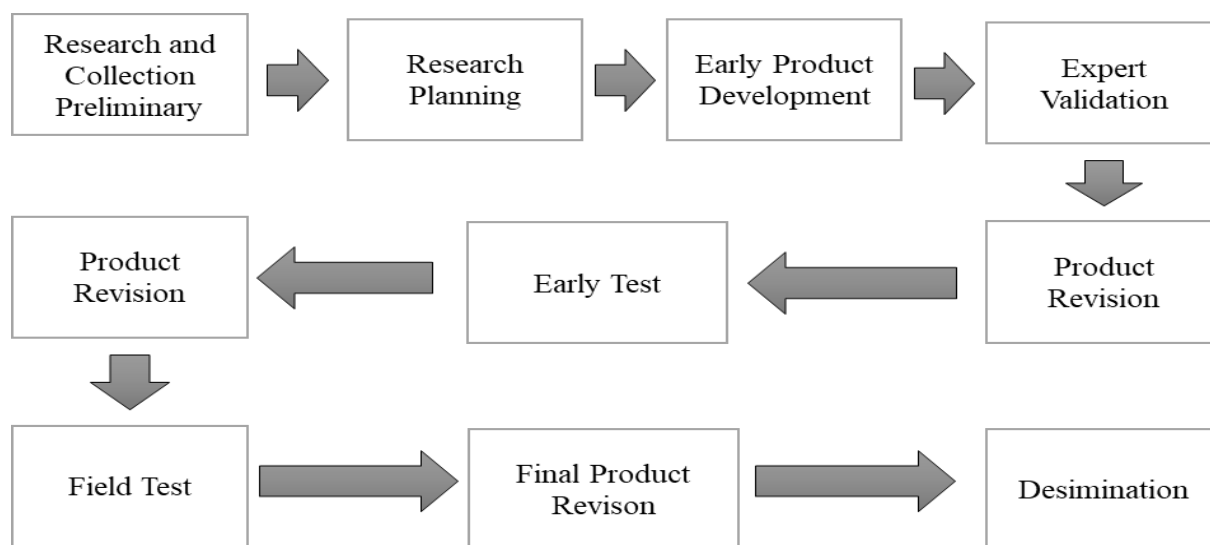 Research and
Collection
Preliminary
Research
Planning
Early Product
Development
Expert
Validation
Product
Revision
Early Test
Product
Revision
Field Test
Final Product
Revison
Desimination